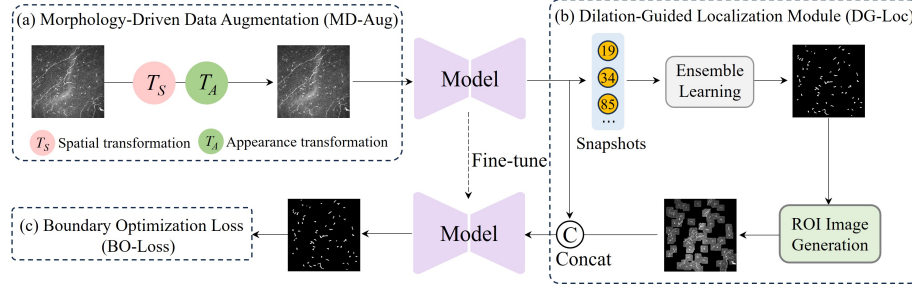 (a) Morphology-Driven Data Augmentation (MD-Aug)
T_S
T_A
T_S Spatial transformation
T_A Appearance transformation
Model
Fine-tune
Model
(b) Dilation-Guided Localization Module (DG-Loc)
19
34
85
...
Snapshots
Ensemble
Learning
ROI Image
Generation
C
Concat
(c) Boundary Optimization Loss
(BO-Loss)